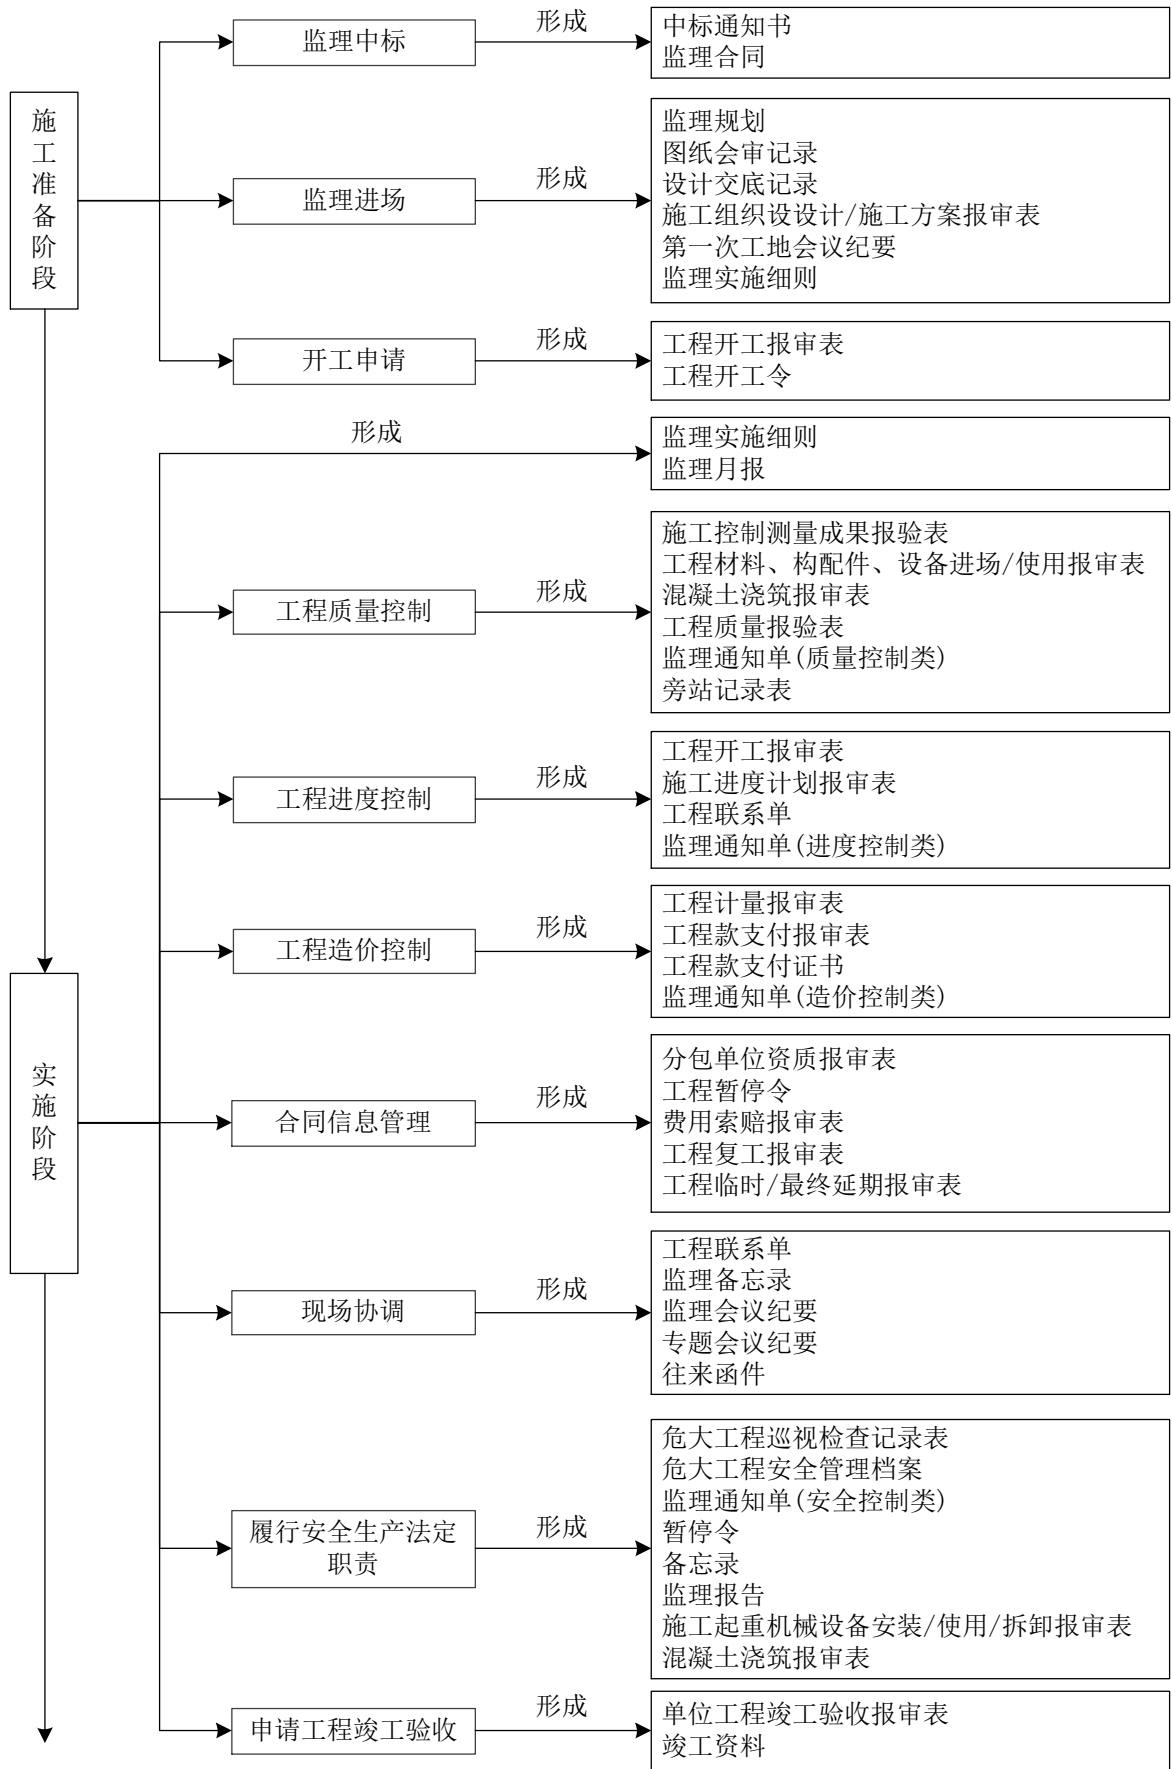 施工准备阶段
监理中标
形成
中标通知书
监理合同
监理进场
形成
监理规划
图纸会审记录
设计交底记录
施工组织设设计/施工方案报审表
第一次工地会议纪要
监理实施细则
开工申请
形成
工程开工报审表
工程开工令
实施阶段
形成
监理实施细则
监理月报
工程质量控制
形成
施工控制测量成果报验表
工程材料、构配件、设备进场/使用报审表
混凝土浇筑报审表
工程质量报验表
监理通知单(质量控制类)
旁站记录表
工程进度控制
形成
工程开工报审表
施工进度计划报审表
工程联系单
监理通知单(进度控制类)
工程造价控制
形成
工程计量报审表
工程款支付报审表
工程款支付证书
监理通知单(造价控制类)
合同信息管理
形成
分包单位资质报审表
工程暂停令
费用索赔报审表
工程复工报审表
工程临时/最终延期报审表
现场协调
形成
工程联系单
监理备忘录
监理会议纪要
专题会议纪要
往来函件
履行安全生产法定
职责
形成
危大工程巡视检查记录表
危大工程安全管理档案
监理通知单(安全控制类)
暂停令
备忘录
监理报告
施工起重机械设备安装/使用/拆卸报审表
混凝土浇筑报审表
申请工程竣工验收
形成
单位工程竣工验收报审表
竣工资料